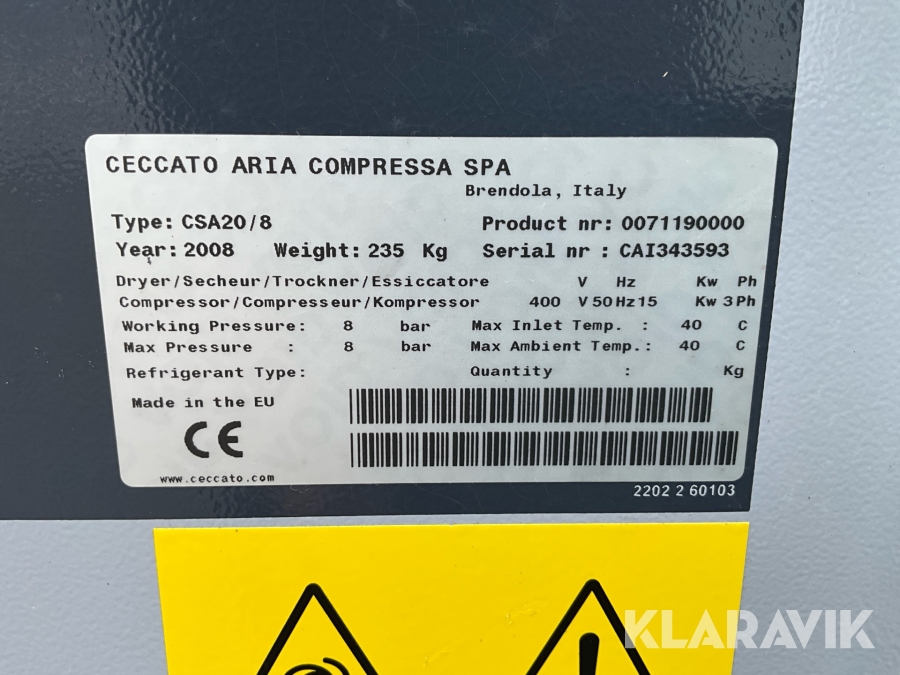 CECCATO ARIA COMPRESSA SPA
Brendola, Italy
Type: CSA20/8 Product nr: 0071190000
Year: 2008 Weight: 235 Kg Serial nr : CAI343593
Dryer/Secheur/Trockner/Essiccatore V Hz Kw Ph
Compressor/Compresseur/Kompressor 400 V 50 Hz 15 Kw 3 Ph
Working Pressure: 8 bar Max Inlet Temp. : 40 C
Max Pressure : 8 bar Max Ambient Temp.: 40 C
Refrigerant Type: Quantity : Kg
Made in the EU
CE
www.ceccato.com
2202 2 60103
KLARAVIK